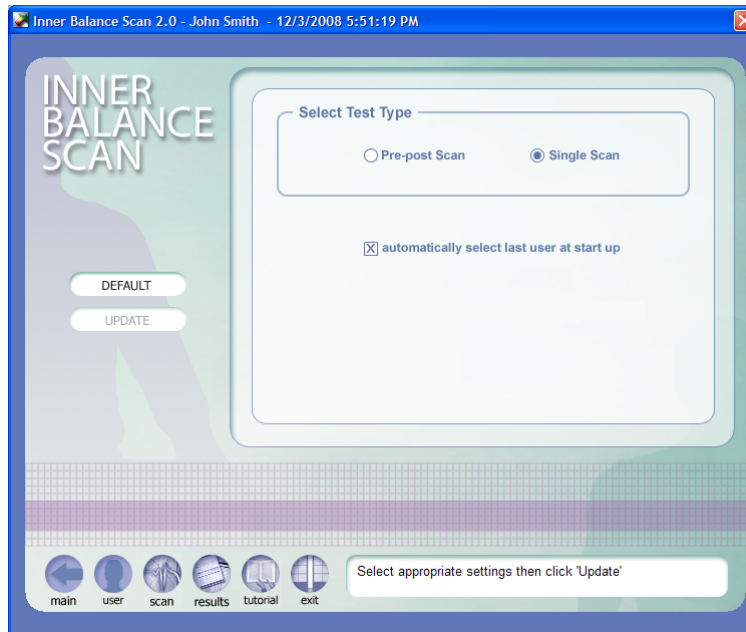 Inner Balance Scan 2.0 - John Smith - 12/3/2008 5:51:19 PM
INNER
BALANCE
SCAN
Select Test Type
Pre-post Scan Single Scan
X automatically select last user at start up
DEFAULT
UPDATE
main user scan results tutorial exit
Select appropriate settings then click 'Update'